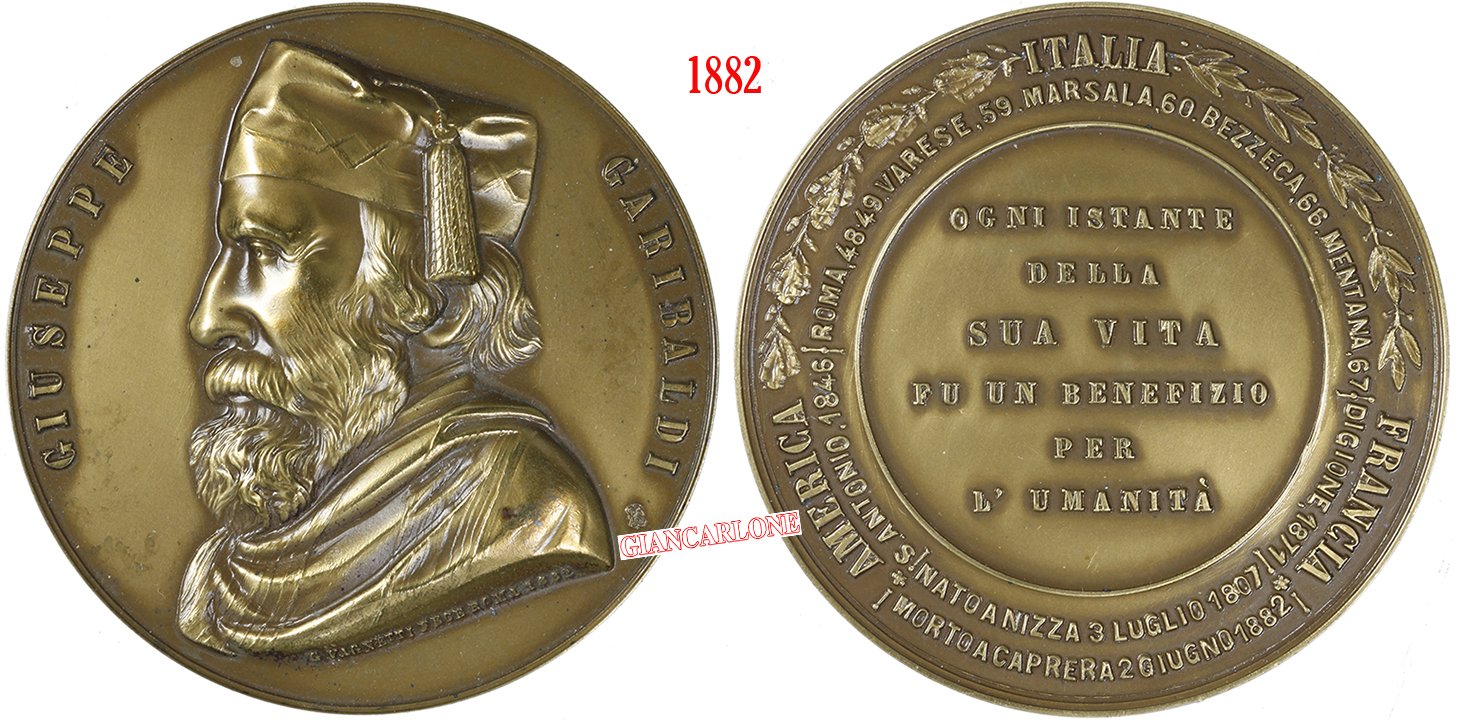 1882
GIUSEPPE GARIBALDI
GIANCARLONE
ITALIA
AMERICA
FRANCIA
S. ANTONIO, 1846 ROMA, 4849. VARESE, 59. MARSALA, 60. BEZZECA, 66. MENTANA, 67 DIGIONE, 1871
NATO A NIZZA 3 LUGLIO 1807
MORTO A CAPRERA 2 GIUGNO 1882
OGNI ISTANTE
DELLA
SUA VITA
FU UN BENEFIZIO
PER
L' UMANITÀ